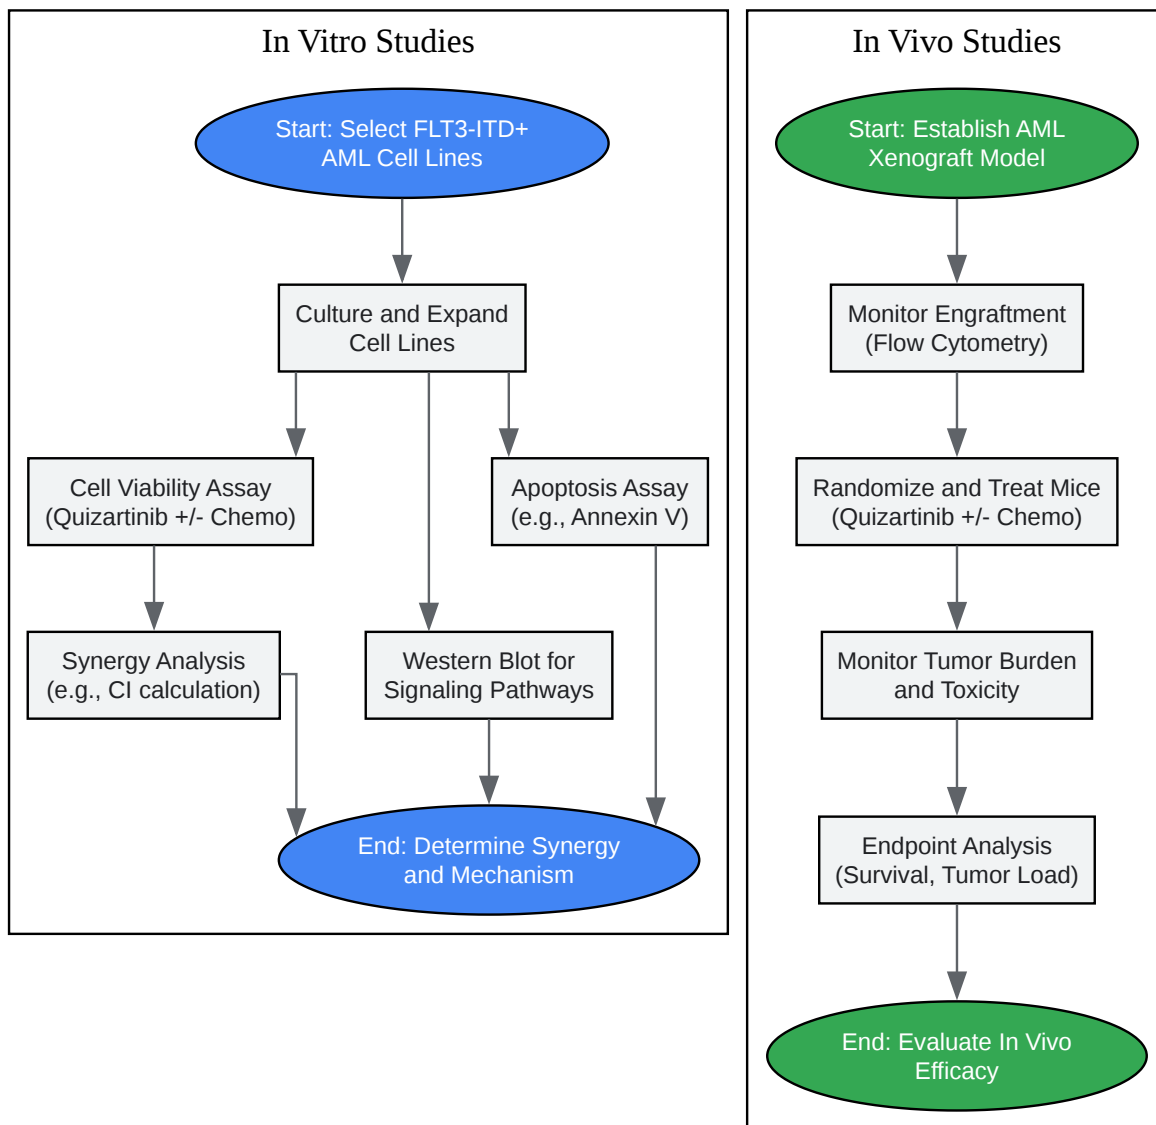 In Vitro Studies
Start: Select FLT3-ITD+
AML Cell Lines
Culture and Expand
Cell Lines
Cell Viability Assay
(Quizartinib +/- Chemo)
Apoptosis Assay
(e.g., Annexin V)
Synergy Analysis
(e.g., CI calculation)
Western Blot for
Signaling Pathways
End: Determine Synergy
and Mechanism
In Vivo Studies
Start: Establish AML
Xenograft Model
Monitor Engraftment
(Flow Cytometry)
Randomize and Treat Mice
(Quizartinib +/- Chemo)
Monitor Tumor Burden
and Toxicity
Endpoint Analysis
(Survival, Tumor Load)
End: Evaluate In Vivo
Efficacy